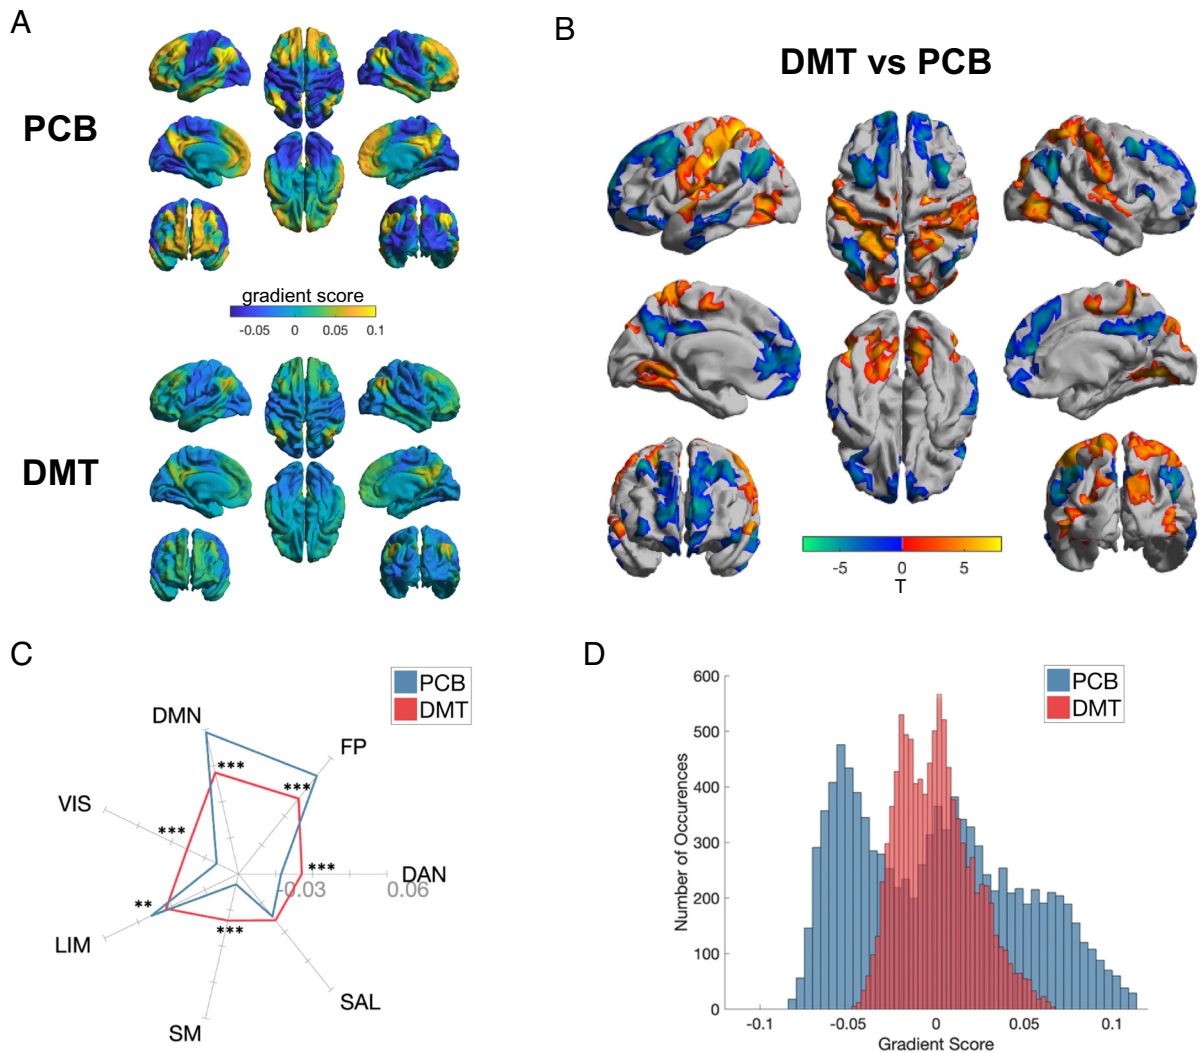 A
PCB
gradient score
-0.05 0 0.05 0.1
DMT
B
DMT vs PCB
-5 0 5
T
C
PCB
DMT
DMN
FP
***
***
VIS
***
***
DAN
-0.03 0.06
**
LIM
***
SAL
SM
D
PCB
DMT
Number of Occurences
600
500
400
300
200
100
0
-0.1 -0.05 0 0.05 0.1
Gradient Score